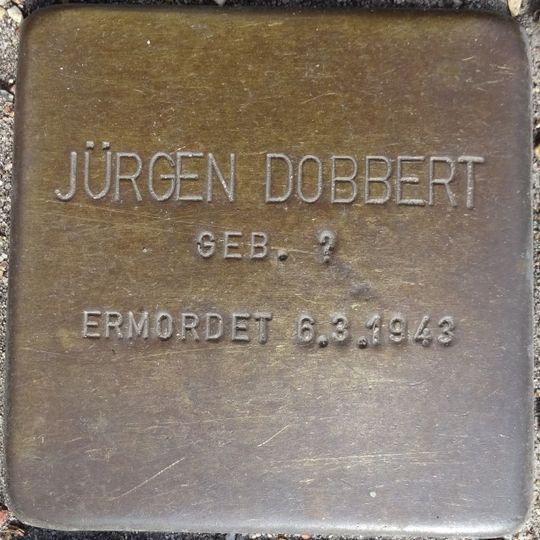 JÜRGEN DOBBERT
GEB. ?
ERMORDET 6.3.1943